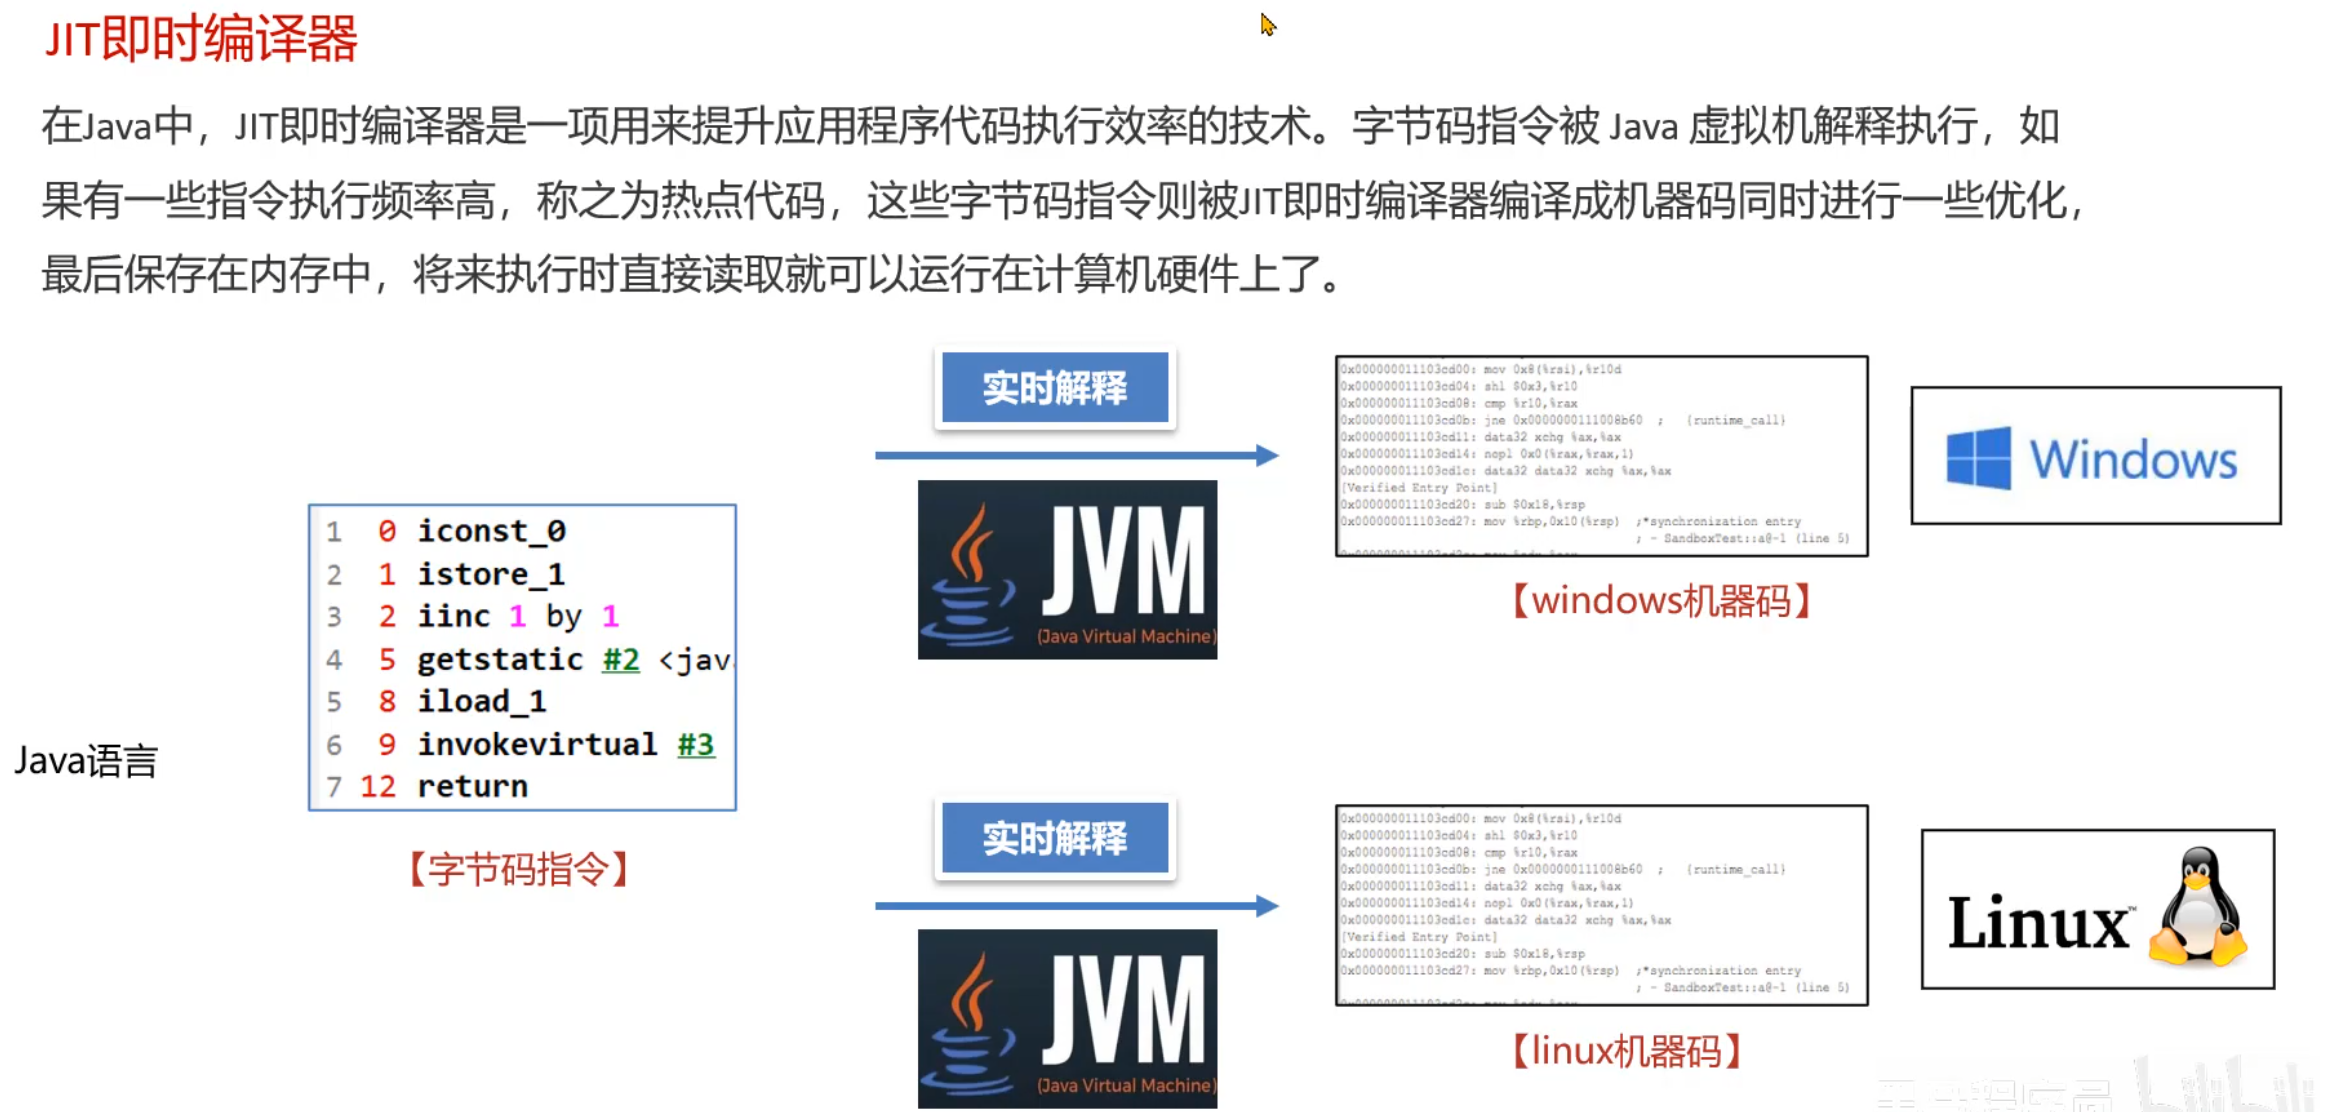 JIT即时编译器
在Java中，JIT即时编译器是一项用来提升应用程序代码执行效率的技术。字节码指令被 Java 虚拟机解释执行，如
果有一些指令执行频率高，称之为热点代码，这些字节码指令则被JIT即时编译器编译成机器码同时进行一些优化，
最后保存在内存中，将来执行时直接读取就可以运行在计算机硬件上了。
Java语言
1 0 iconst_0
2 1 istore_1
3 2 iinc 1 by 1
4 5 getstatic #2 <jav
5 8 iload_1
6 9 invokevirtual #3
7 12 return
【字节码指令】
实时解释
JVM
(Java Virtual Machine)
0x000000011103cd00: mov 0x8(%rsi),%r10d
0x000000011103cd04: shl $0x3,%r10
0x000000011103cd08: cmp %r10,%rax
0x000000011103cd0b: jne 0x0000000111008b60 ; {runtime_call}
0x000000011103cd11: data32 xchg %ax,%ax
0x000000011103cd14: nopl 0x0(%rax,%rax,1)
0x000000011103cd1c: data32 data32 xchg %ax,%ax
[Verified Entry Point]
0x000000011103cd20: sub $0x18,%rsp
0x000000011103cd27: mov %rbp,0x10(%rsp) ;*synchronization entry
; - SandboxTest::a@-1 (line 5)
【windows机器码】
Windows
实时解释
JVM
(Java Virtual Machine)
0x000000011103cd00: mov 0x8(%rsi),%r10d
0x000000011103cd04: shl $0x3,%r10
0x000000011103cd08: cmp %r10,%rax
0x000000011103cd0b: jne 0x0000000111008b60 ; {runtime_call}
0x000000011103cd11: data32 xchg %ax,%ax
0x000000011103cd14: nopl 0x0(%rax,%rax,1)
0x000000011103cd1c: data32 data32 xchg %ax,%ax
[Verified Entry Point]
0x000000011103cd20: sub $0x18,%rsp
0x000000011103cd27: mov %rbp,0x10(%rsp) ;*synchronization entry
; - SandboxTest::a@-1 (line 5)
【linux机器码】
Linux™